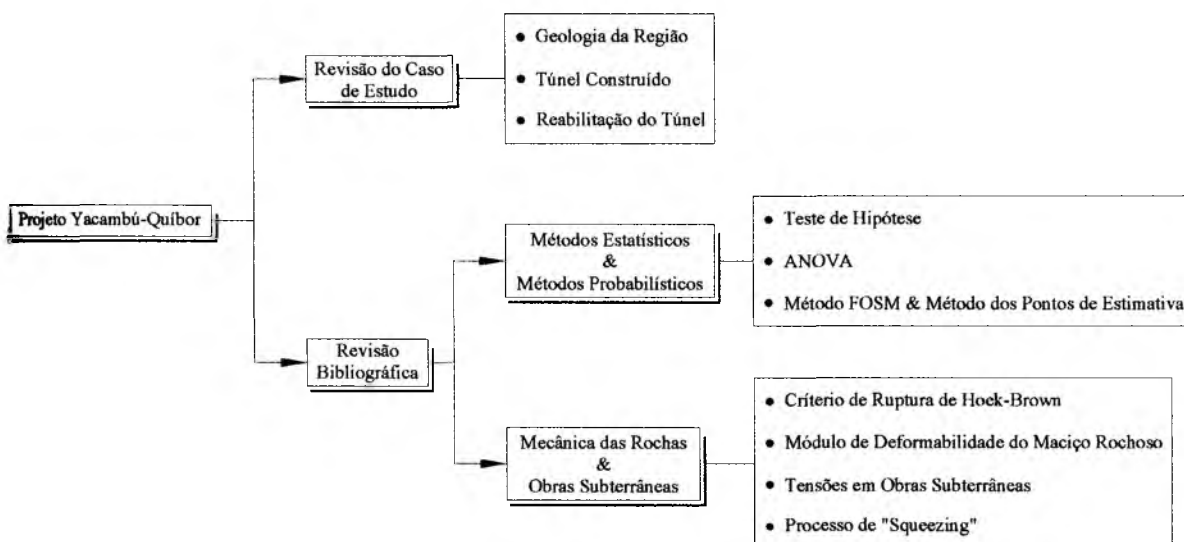 Projeto Yacambú-Quíbor
Revisão do Caso
de Estudo
● Geologia da Região
● Túnel Construído
● Reabilitação do Túnel
Revisão
Bibliográfica
Métodos Estatísticos
&
Métodos Probabilísticos
● Teste de Hipótese
● ANOVA
● Método FOSM & Método dos Pontos de Estimativa
Mecânica das Rochas
&
Obras Subterrâneas
● Críterio de Ruptura de Hoek-Brown
● Módulo de Deformabilidade do Maciço Rochoso
● Tensões em Obras Subterrâneas
● Processo de "Squeezing"